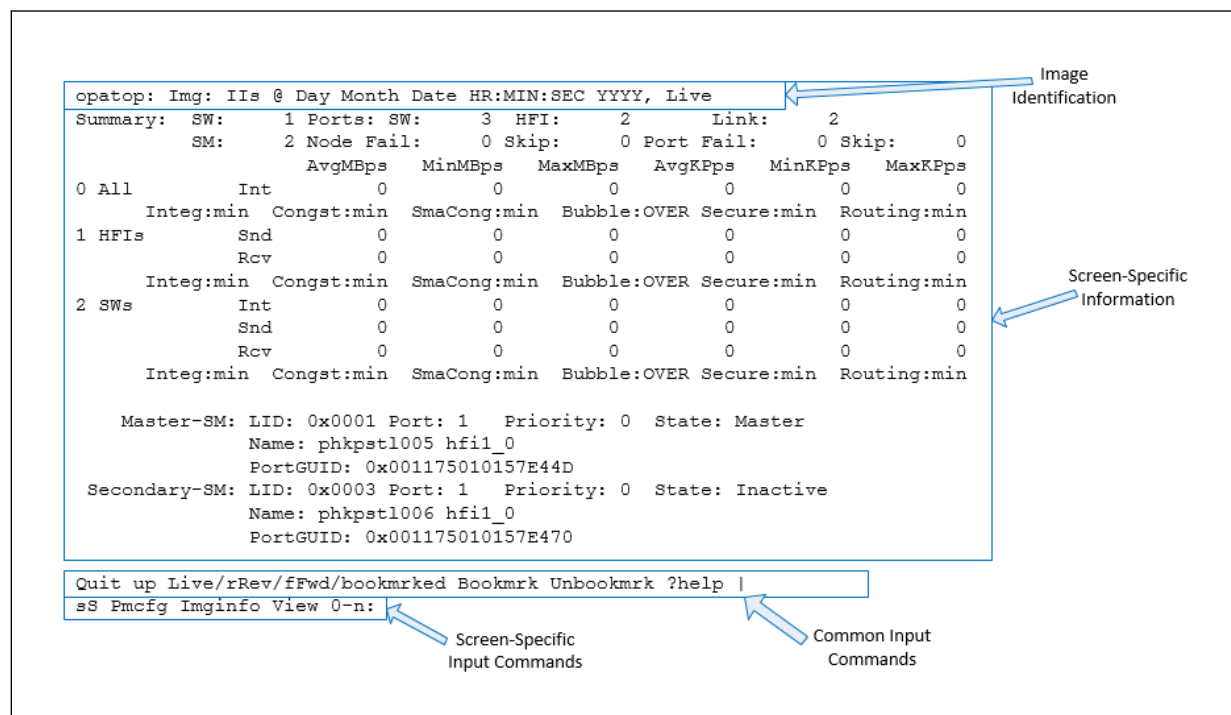 Image
Identification
opatop: Img: IIs @ Day Month Date HR:MIN:SEC YYYY, Live
Summary: SW: 1 Ports: SW: 3 HFI: 2 Link: 2
SM: 2 Node Fail: 0 Skip: 0 Port Fail: 0 Skip: 0
AvgMBps MinMBps MaxMBps AvgKPps MinKPps MaxKPps
0 All Int 0 0 0 0 0 0
Integ:min Congst:min SmaCong:min Bubble:OVER Secure:min Routing:min
1 HFIs Snd 0 0 0 0 0 0
Rcv 0 0 0 0 0 0
Integ:min Congst:min SmaCong:min Bubble:OVER Secure:min Routing:min
2 SWs Int 0 0 0 0 0 0
Snd 0 0 0 0 0 0
Rcv 0 0 0 0 0 0
Integ:min Congst:min SmaCong:min Bubble:OVER Secure:min Routing:min
Screen-Specific
Information
Master-SM: LID: 0x0001 Port: 1 Priority: 0 State: Master
Name: phkpstl005 hfi1_0
PortGUID: 0x001175010157E44D
Secondary-SM: LID: 0x0003 Port: 1 Priority: 0 State: Inactive
Name: phkpstl006 hfi1_0
PortGUID: 0x001175010157E470
Quit up Live/rRev/fFwd/bookmrked Bookmrk Unbookmrk ?help |
sS Pmcfg Imginfo View 0-n:
Screen-Specific
Input Commands
Common Input
Commands